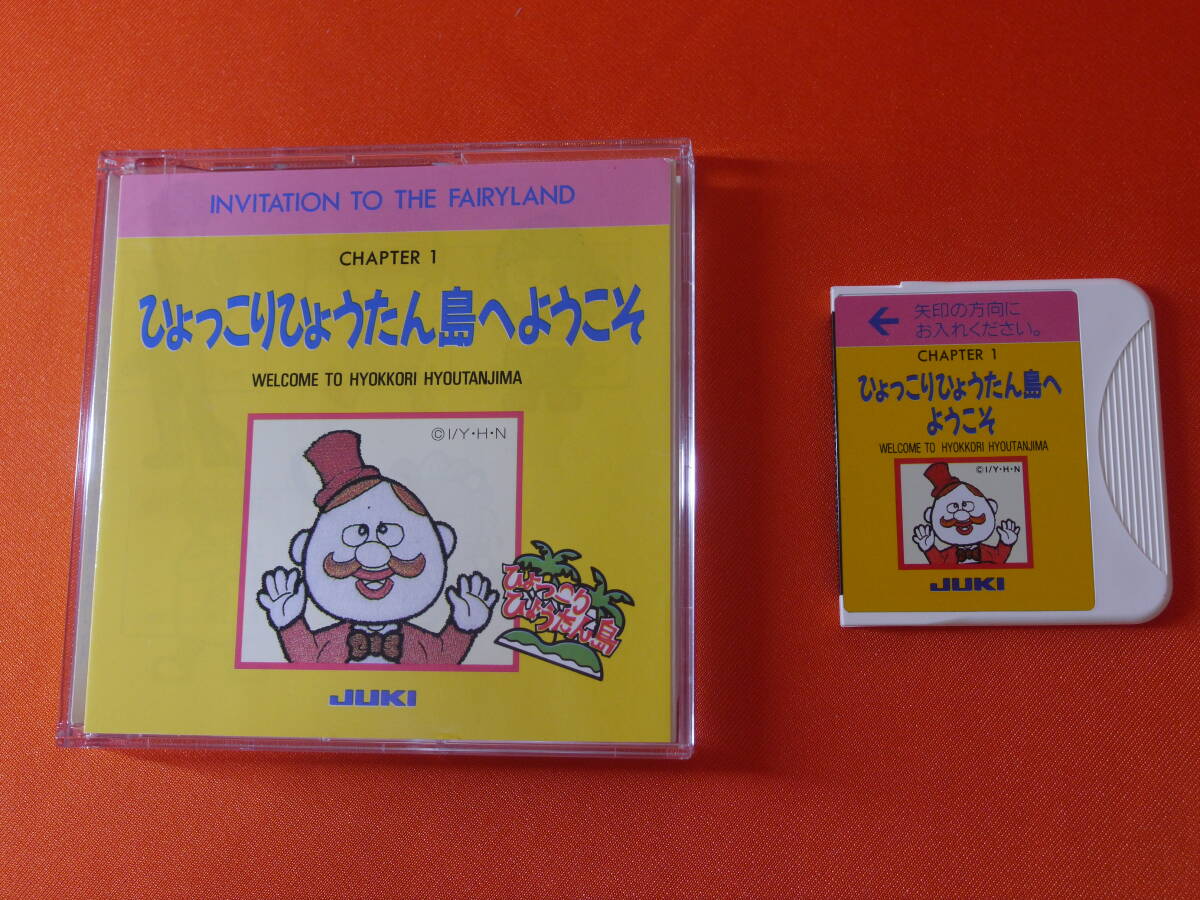 INVITATION TO THE FAIRYLAND
CHAPTER 1
ひょっこりひょうたん島へようこそ
WELCOME TO HYOKKORI HYOUTANJIMA
©I/Y・H・N
ひょっこり
ひょうたん島
JUKI
矢印の方向に
お入れください。
CHAPTER 1
ひょっこりひょうたん島へ
ようこそ
WELCOME TO HYOKKORI HYOUTANJIMA
©I/Y・H・N
JUKI